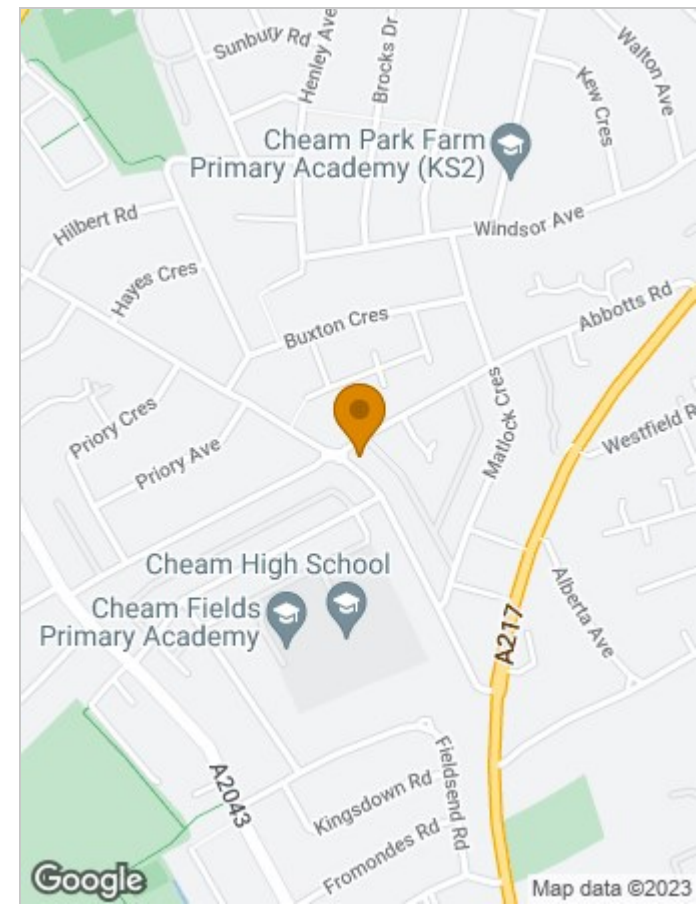 Sunbury Rd
Henley Ave
Brocks Dr
Walton Ave
Kew Cres
Cheam Park Farm
Primary Academy (KS2)
Hilbert Rd
Windsor Ave
Hayes Cres
Abbotts Rd
Buxton Cres
Matlock Cres
Westfield R
Priory Cres
Priory Ave
Cheam High School
Alberta Ave
Cheam Fields
Primary Academy
A217
A2043
Fieldsend Rd
Kingsdown Rd
Fromondes Rd
Google
Map data ©2023